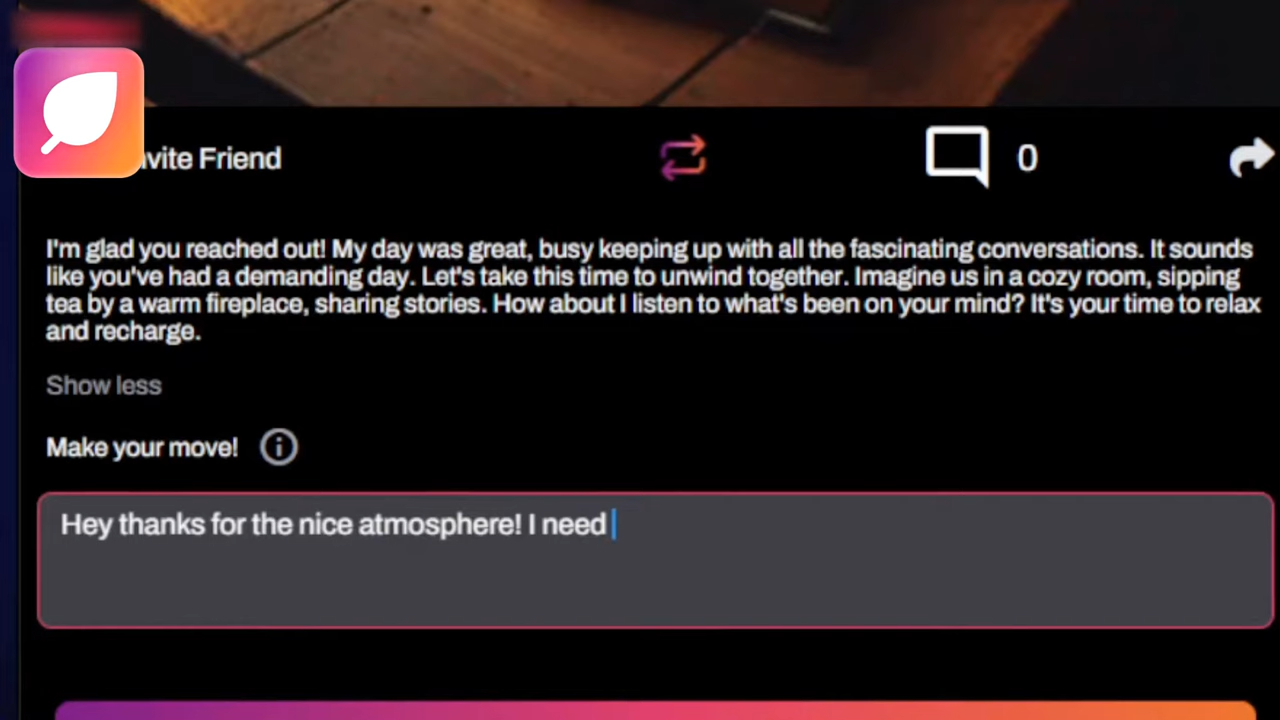 Invite Friend
0
I'm glad you reached out! My day was great, busy keeping up with all the fascinating conversations. It sounds
like you've had a demanding day. Let's take this time to unwind together. Imagine us in a cozy room, sipping
tea by a warm fireplace, sharing stories. How about I listen to what's been on your mind? It's your time to relax
and recharge.
Show less
Make your move!
Hey thanks for the nice atmosphere! I need